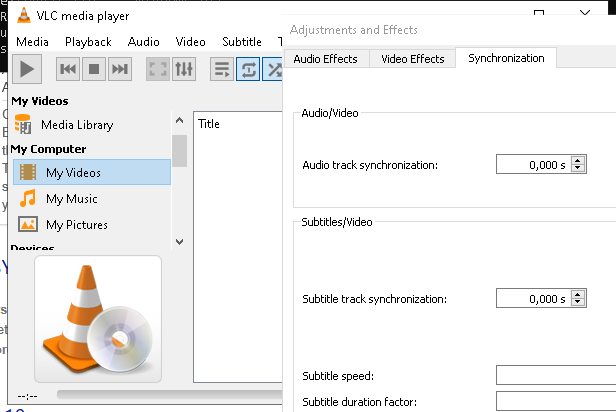 VLC media player
Media Playback Audio Video Subtitle
My Videos
Media Library
My Computer
My Videos
My Music
My Pictures
Devices
Title
--:--
Adjustments and Effects
Audio Effects Video Effects Synchronization
Audio/Video
Audio track synchronization: 0,000 s
Subtitles/Video
Subtitle track synchronization: 0,000 s
Subtitle speed:
Subtitle duration factor: